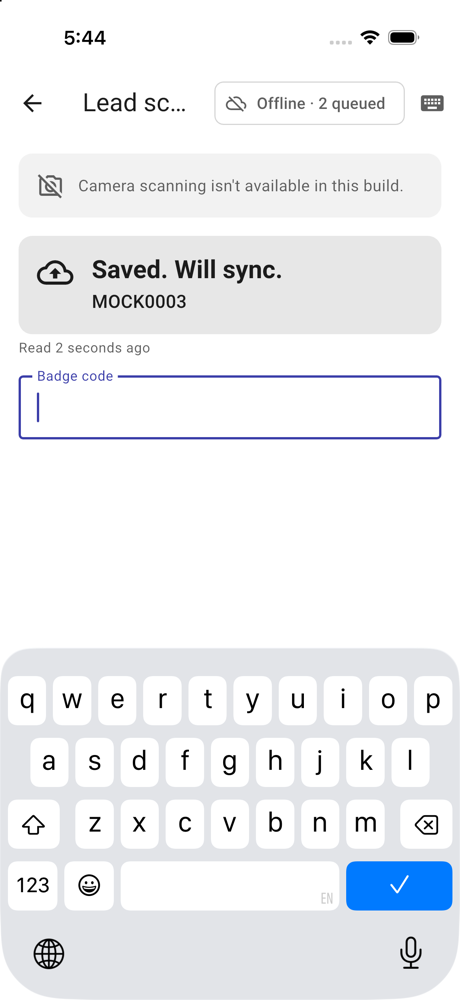 5:44
Lead sc...
Offline · 2 queued
Camera scanning isn't available in this build.
Saved. Will sync.
MOCK0003
Read 2 seconds ago
Badge code
q w e r t y u i o p
a s d f g h j k l
z x c v b n m
123
EN